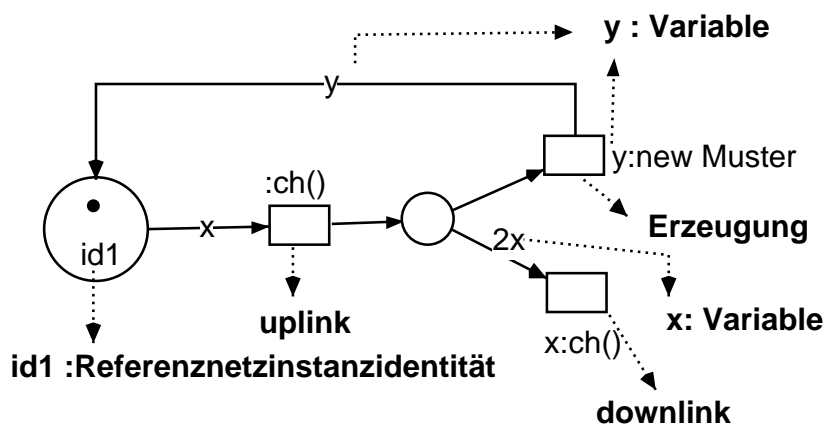 y : Variable
y
:ch()
y:new Muster
x
id1
2x
Erzeugung
uplink
x:ch()
x: Variable
id1 :Referenznetzinstanzidentität
downlink